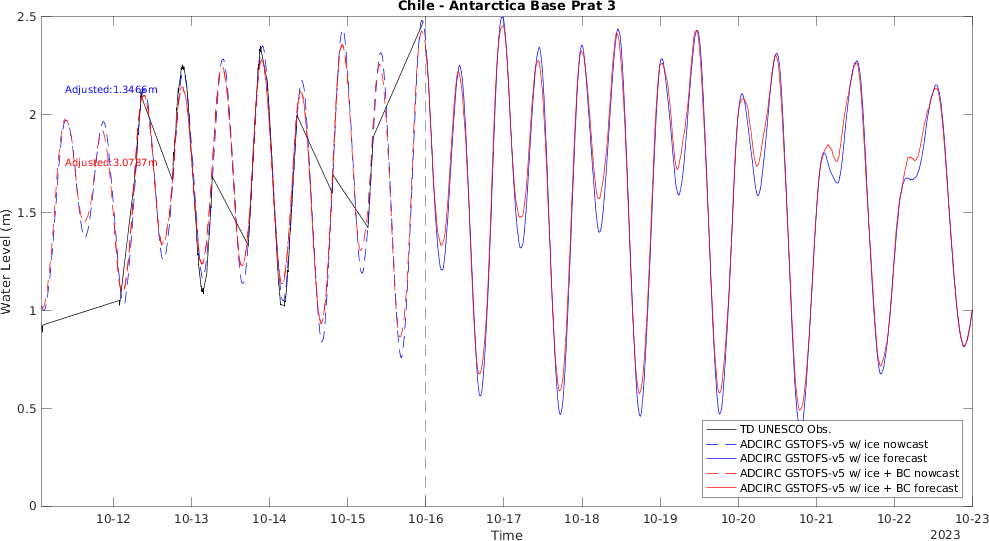 Chile - Antarctica Base Prat 3
2.5
2
1.5
1
0.5
0
Water Level (m)
Adjusted:1.3466m
Adjusted:3.0737m
TD UNESCO Obs.
ADCIRC GSTOFS-v5 w/ ice nowcast
ADCIRC GSTOFS-v5 w/ ice forecast
ADCIRC GSTOFS-v5 w/ ice + BC nowcast
ADCIRC GSTOFS-v5 w/ ice + BC forecast
10-12 10-13 10-14 10-15 10-16 10-17 10-18 10-19 10-20 10-21 10-22 10-23
Time
2023